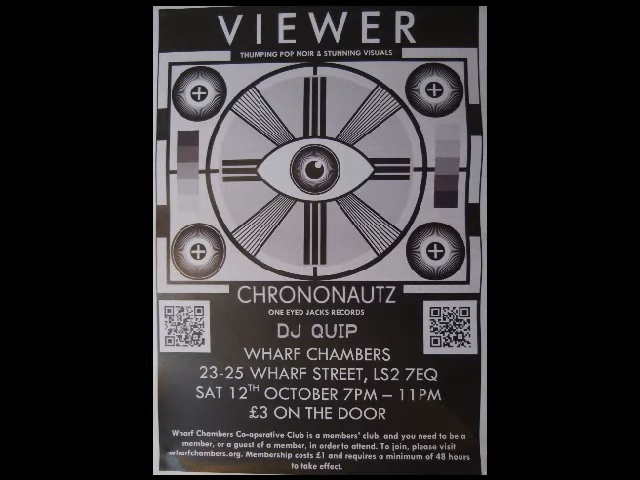 VIEWER
THUMPING POP NOIR & STUNNING VISUALS
CHRONONAUTZ
ONE EYED JACKS RECORDS
DJ QUIP
WHARF CHAMBERS
23-25 WHARF STREET, LS2 7EQ
SAT 12TH OCTOBER 7PM – 11PM
£3 ON THE DOOR
Wharf Chambers Co-operative Club is a members' club and you need to be a
member, or a guest of a member, in order to attend. To join, please visit
wharfchambers.org. Membership costs £1 and requires a minimum of 48 hours
to take effect.